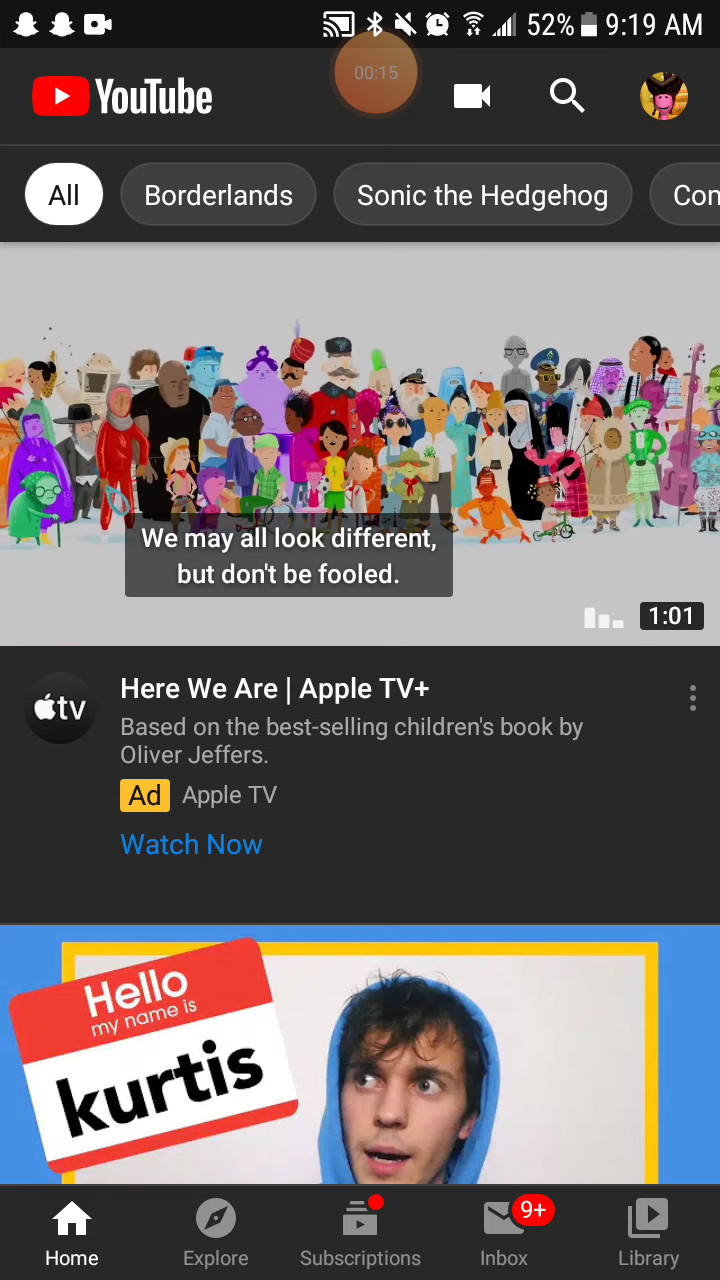 52% 9:19 AM
00:15
YouTube
All Borderlands Sonic the Hedgehog Con
We may all look different,
but don't be fooled.
1:01
tv
Here We Are | Apple TV+
Based on the best-selling children's book by
Oliver Jeffers.
Ad Apple TV
Watch Now
Hello
my name is
kurtis
9+
Home Explore Subscriptions Inbox Library